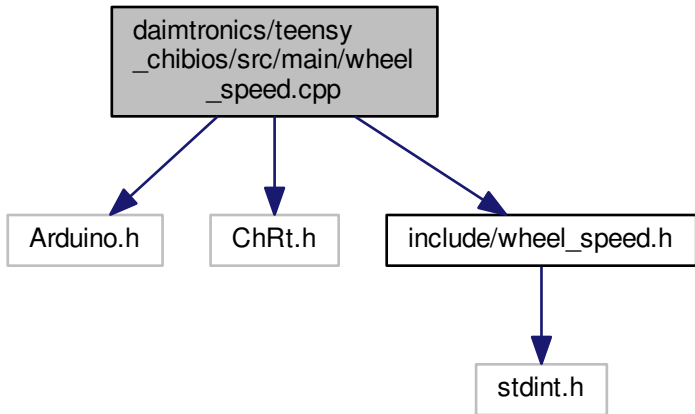 daimtronics/teensy
_chibios/src/main/wheel
_speed.cpp
Arduino.h
ChRt.h
include/wheel_speed.h
stdint.h